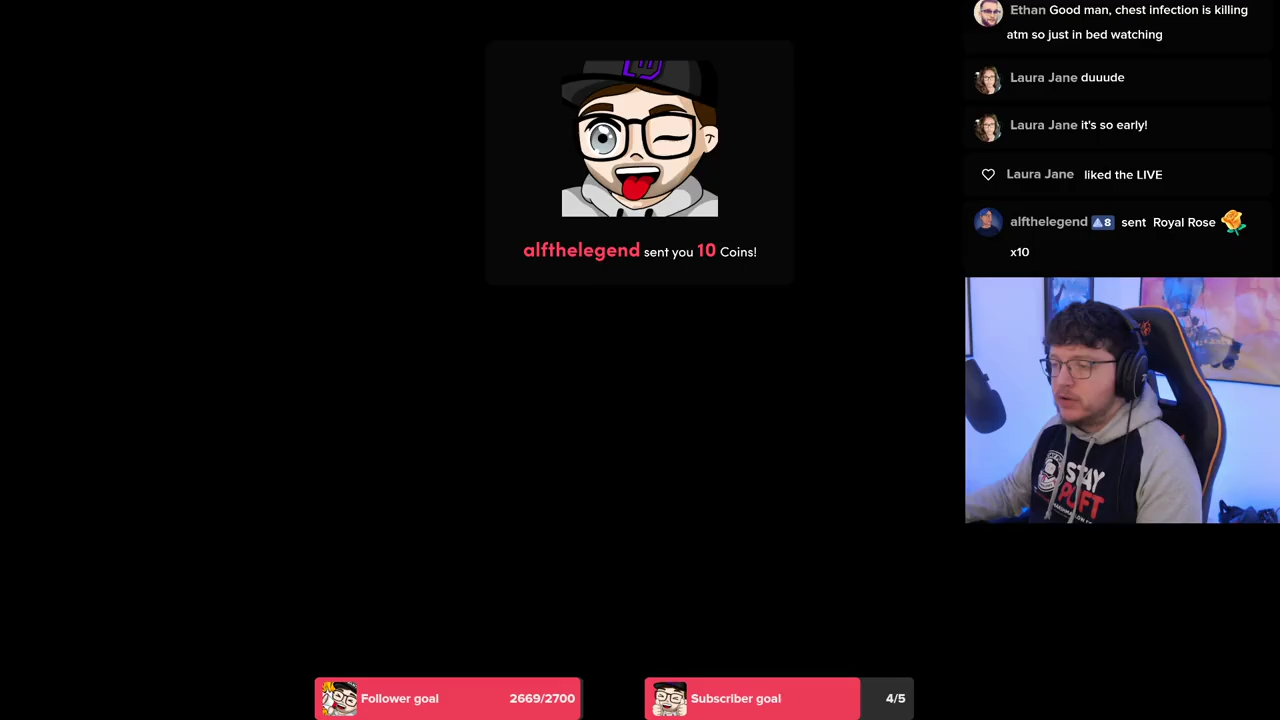 Ethan Good man, chest infection is killing
atm so just in bed watching
Laura Jane duuude
Laura Jane it's so early!
Laura Jane liked the LIVE
alfthelegend 8 sent Royal Rose
x10
alfthelegend sent you 10 Coins!
STAY
PUFT
Follower goal 2669/2700
Subscriber goal 4/5